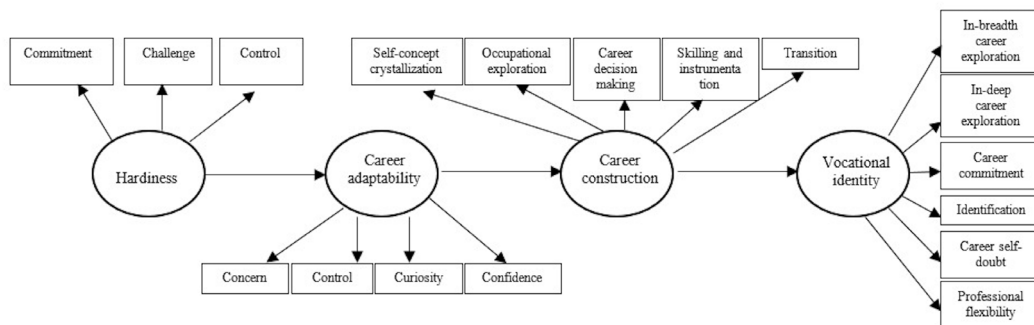 Commitment
Challenge
Control
Self-concept
crystallization
Occupational
exploration
Career
decision
making
Skilling and
instrumenta
tion
Transition
In-breadth
career
exploration
In-deep
career
exploration
Career
commitment
Identification
Career self-
doubt
Professional
flexibility
Hardiness
Career
adaptability
Career
construction
Vocational
identity
Concern
Control
Curiosity
Confidence